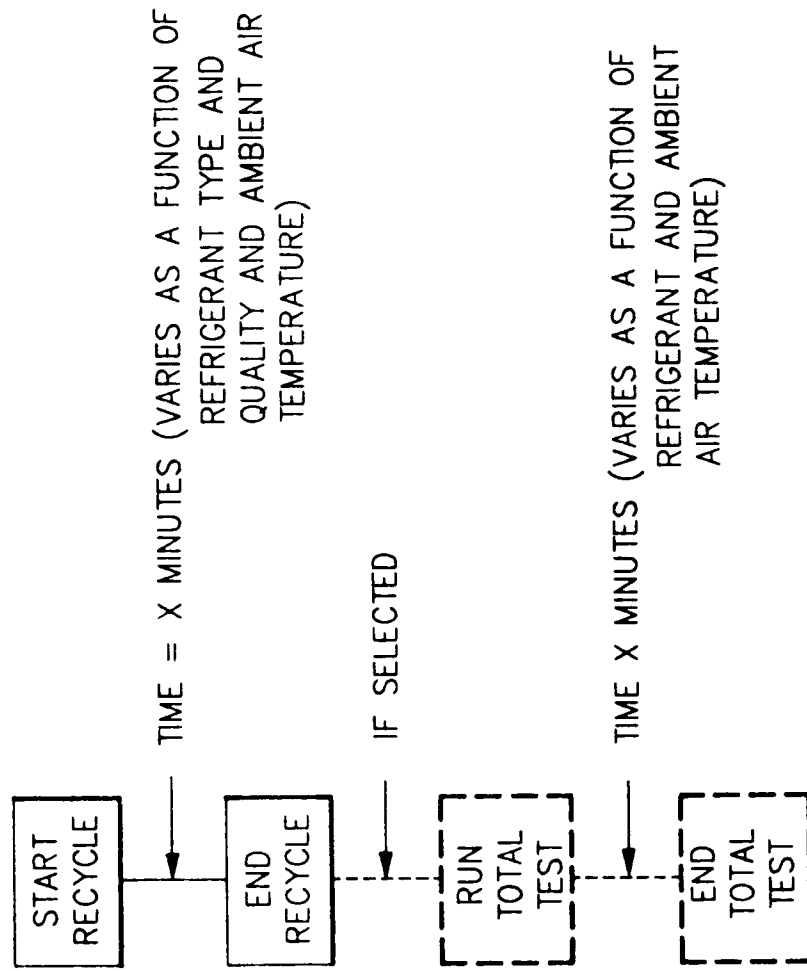 START
RECYCLE
TIME = X MINUTES (VARIES AS A FUNCTION OF
REFRIGERANT TYPE AND
QUALITY AND AMBIENT AIR
TEMPERATURE)
END
RECYCLE
IF SELECTED
RUN
TOTAL
TEST
TIME X MINUTES (VARIES AS A FUNCTION OF
REFRIGERANT AND AMBIENT
AIR TEMPERATURE)
END
TOTAL
TEST